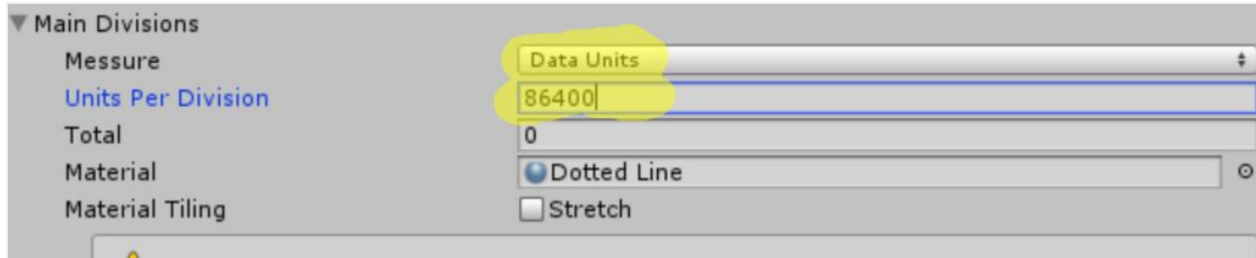 Main Divisions
Messure Data Units
Units Per Division 86400
Total 0
Material Dotted Line
Material Tiling Stretch